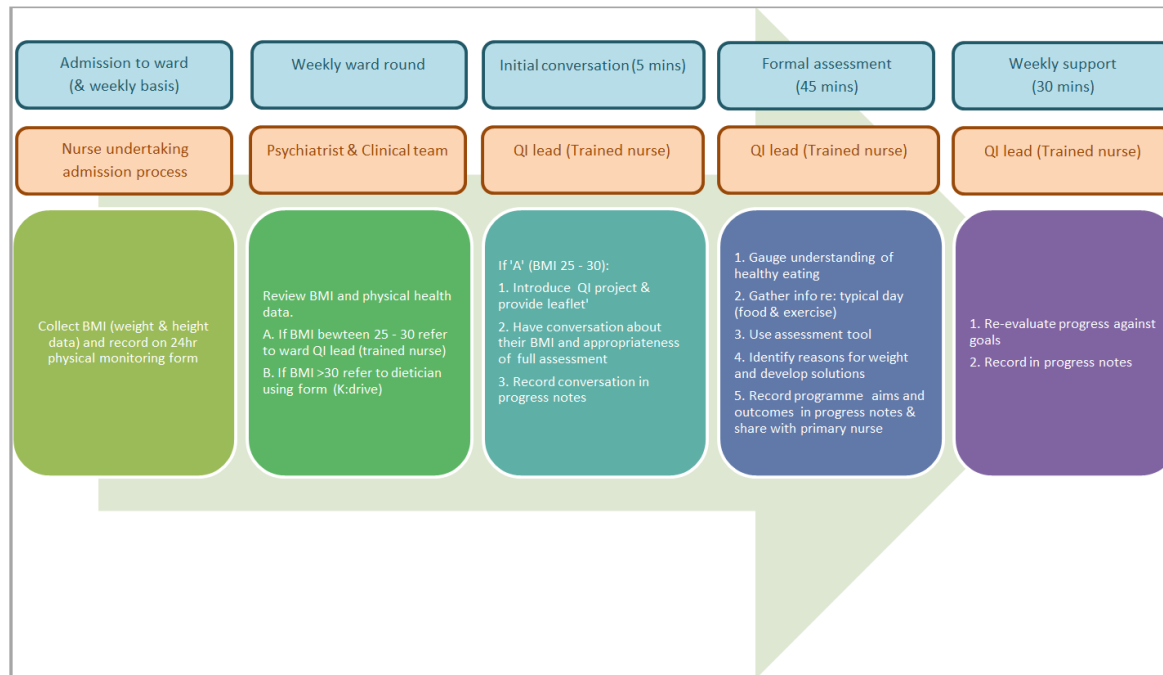 Admission to ward
(& weekly basis)
Weekly ward round
Initial conversation (5 mins)
Formal assessment
(45 mins)
Weekly support
(30 mins)
Nurse undertaking
admission process
Psychiatrist & Clinical team
QI lead (Trained nurse)
QI lead (Trained nurse)
QI lead (Trained nurse)
Collect BMI (weight & height
data) and record on 24hr
physical monitoring form
Review BMI and physical health
data.
A. If BMI bewteen 25 - 30 refer
to ward QI lead (trained nurse)
B. If BMI >30 refer to dietician
using form (K:drive)
If 'A' (BMI 25 - 30):
1. Introduce QI project &
provide leaflet'
2. Have conversation about
their BMI and appropriateness
of full assessment
3. Record conversation in
progress notes
1. Gauge understanding of
healthy eating
2. Gather info re: typical day
(food & exercise)
3. Use assessment tool
4. Identify reasons for weight
and develop solutions
5. Record programme aims and
outcomes in progress notes &
share with primary nurse
1. Re-evaluate progress against
goals
2. Record in progress notes